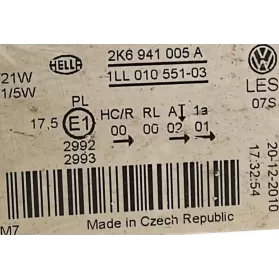 HELLA
2K6 941 005 A
1LL 010 551-03
21W
1/5W
LES
07S
PL
HC/R RL A 1a
17,5 E1 00 00 02 01
2992
2993
20-12-2010
17:32:54
Made in Czech Republic
M7